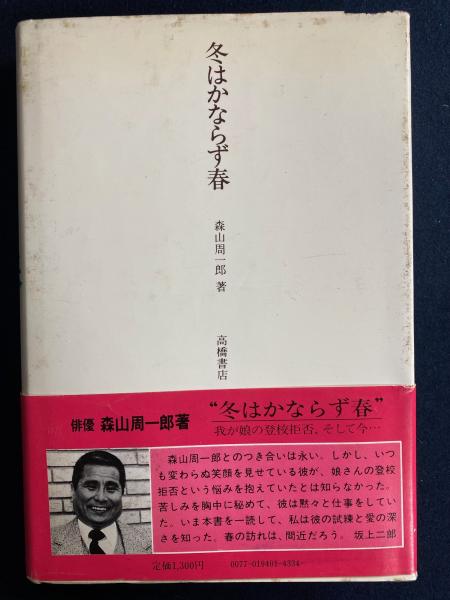 冬はかならず春
森山周一郎 著
高橋書店
俳優 森山周一郎著
“冬はかならず春”
我が娘の登校拒否、そして今…
森山周一郎とのつき合いは永い。しかし、いつ
も変わらぬ笑顔を見せている彼が、娘さんの登校
拒否という悩みを抱えていたとは知らなかった。
苦しみを胸中に秘めて、彼は黙々と仕事をしてい
た。いま本書を一読して、私は彼の試練と愛の深
さを知った。春の訪れは、間近だろう。 坂上二郎
定価1,300円
0077-019401-4334